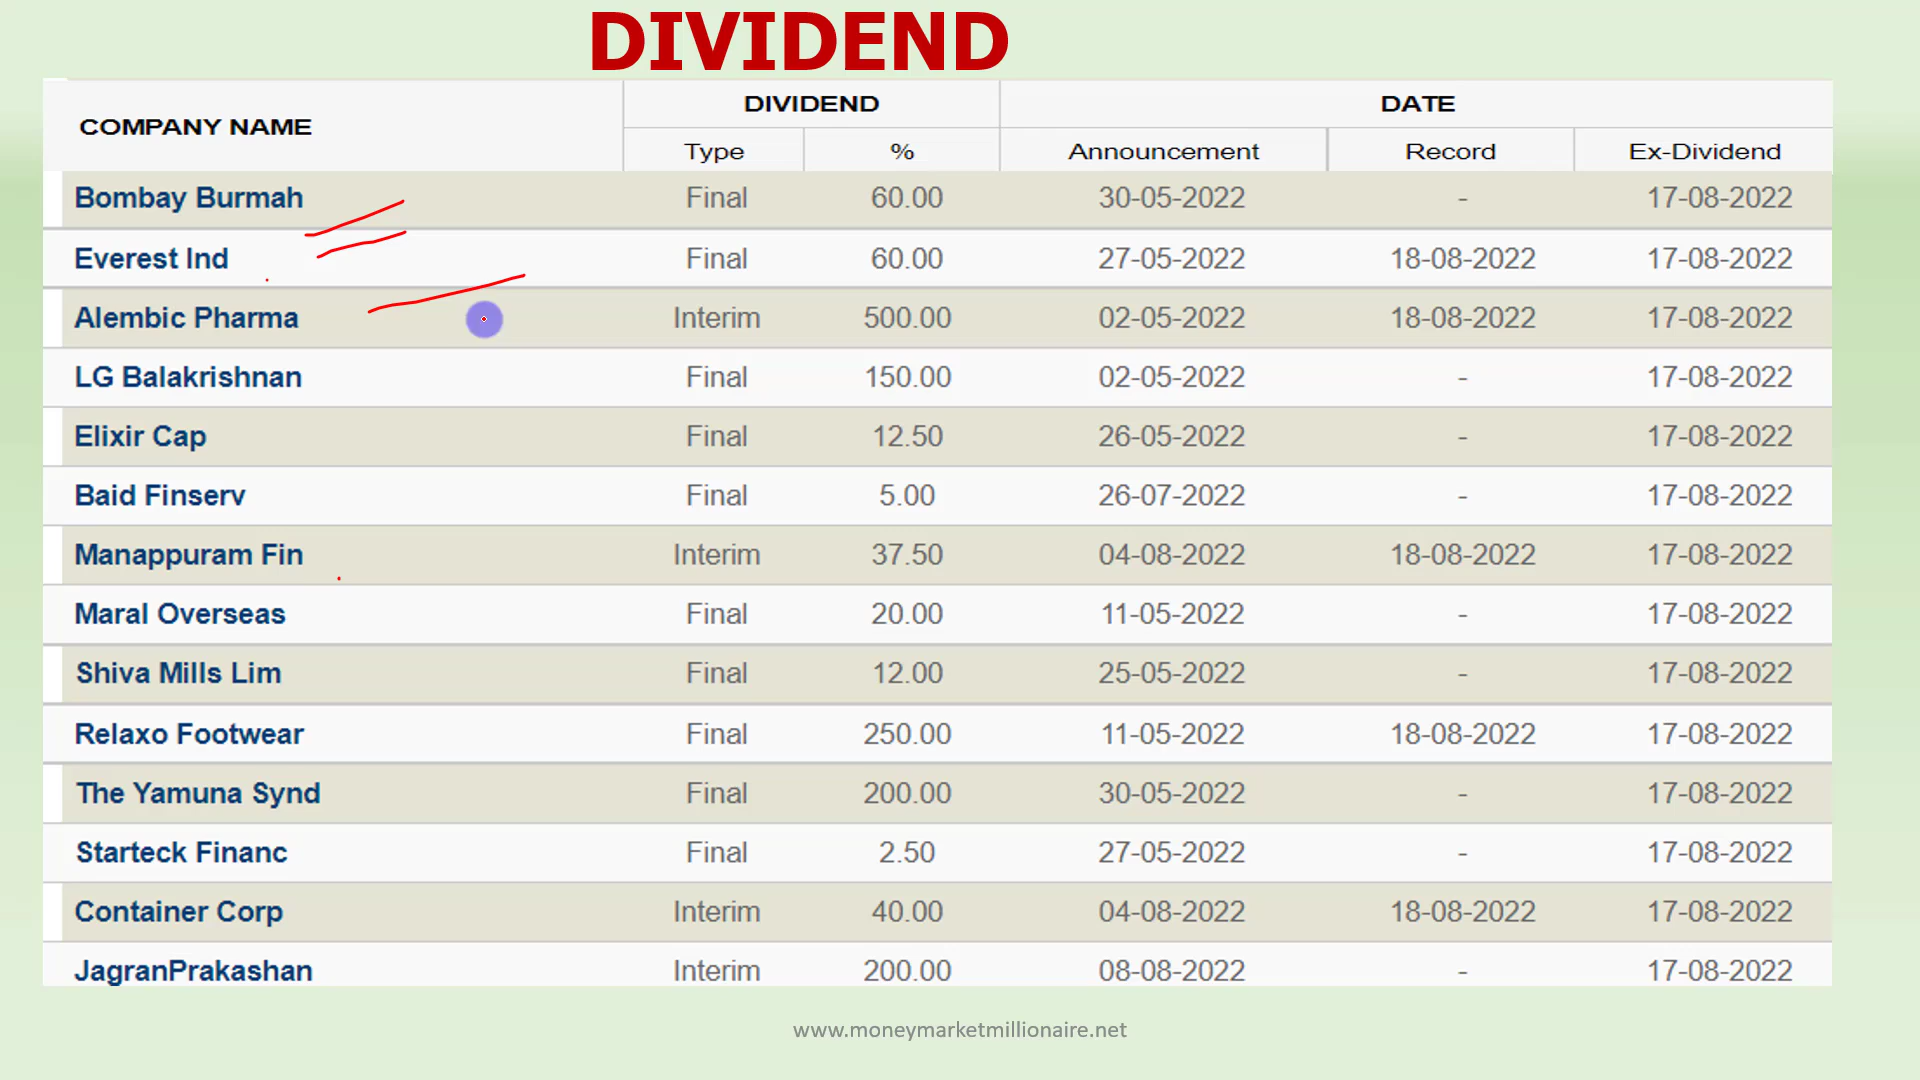 DIVIDEND
COMPANY NAME DIVIDEND DATE
Type % Announcement Record Ex-Dividend
Bombay Burmah Final 60.00 30-05-2022 - 17-08-2022
Everest Ind Final 60.00 27-05-2022 18-08-2022 17-08-2022
Alembic Pharma Interim 500.00 02-05-2022 18-08-2022 17-08-2022
LG Balakrishnan Final 150.00 02-05-2022 - 17-08-2022
Elixir Cap Final 12.50 26-05-2022 - 17-08-2022
Baid Finserv Final 5.00 26-07-2022 - 17-08-2022
Manappuram Fin Interim 37.50 04-08-2022 18-08-2022 17-08-2022
Maral Overseas Final 20.00 11-05-2022 - 17-08-2022
Shiva Mills Lim Final 12.00 25-05-2022 - 17-08-2022
Relaxo Footwear Final 250.00 11-05-2022 18-08-2022 17-08-2022
The Yamuna Synd Final 200.00 30-05-2022 - 17-08-2022
Starteck Financ Final 2.50 27-05-2022 - 17-08-2022
Container Corp Interim 40.00 04-08-2022 18-08-2022 17-08-2022
JagranPrakashan Interim 200.00 08-08-2022 - 17-08-2022
www.moneymarketmillionaire.net